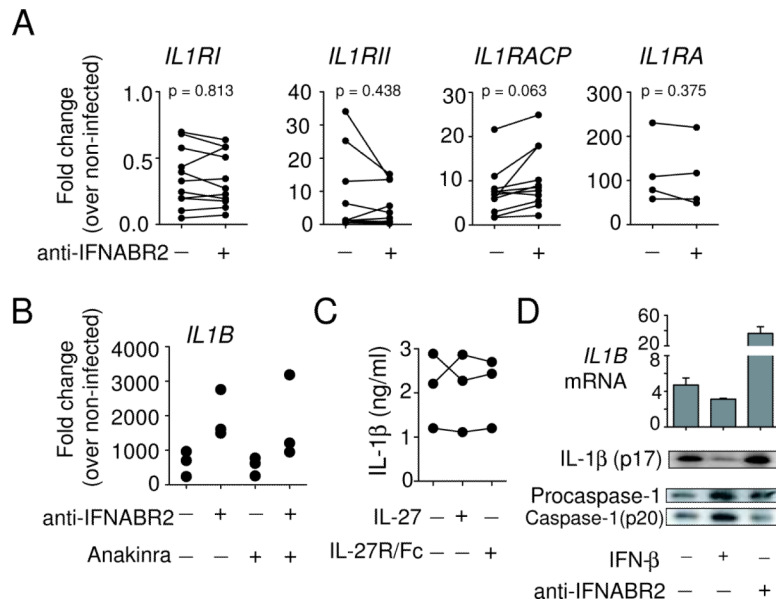 A
IL1RI
IL1RII
IL1RACP
IL1RA
Fold change
(over non-infected)
p = 0.813
p = 0.438
p = 0.063
p = 0.375
1.0
0.5
0.0
40
30
20
10
0
30
20
10
0
300
200
100
0
anti-IFNABR2 — + — + — + — +
B
IL1B
Fold change
(over non-infected)
4000
3000
2000
1000
0
anti-IFNABR2 — + — +
Anakinra — — + +
C
IL-1β (ng/ml)
3
2
1
0
IL-27 — + —
IL-27R/Fc — — +
D
IL1B
mRNA
60
20
8
4
0
IL-1β (p17)
Procaspase-1
Caspase-1(p20)
IFN-β — + —
anti-IFNABR2 — — +